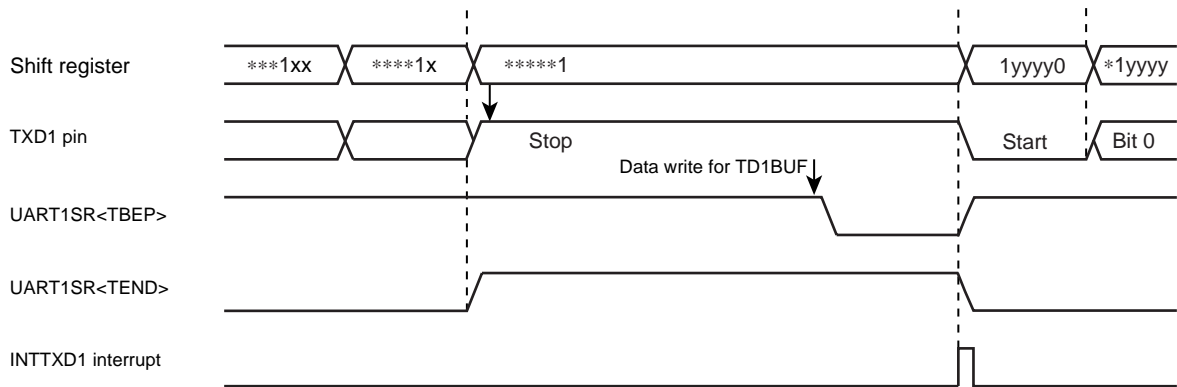 Shift register
***1xx
****1x
*****1
1yyyy0
*1yyyy
TXD1 pin
Stop
Start
Bit 0
Data write for TD1BUF
UART1SR<TBEP>
UART1SR<TEND>
INTTXD1 interrupt